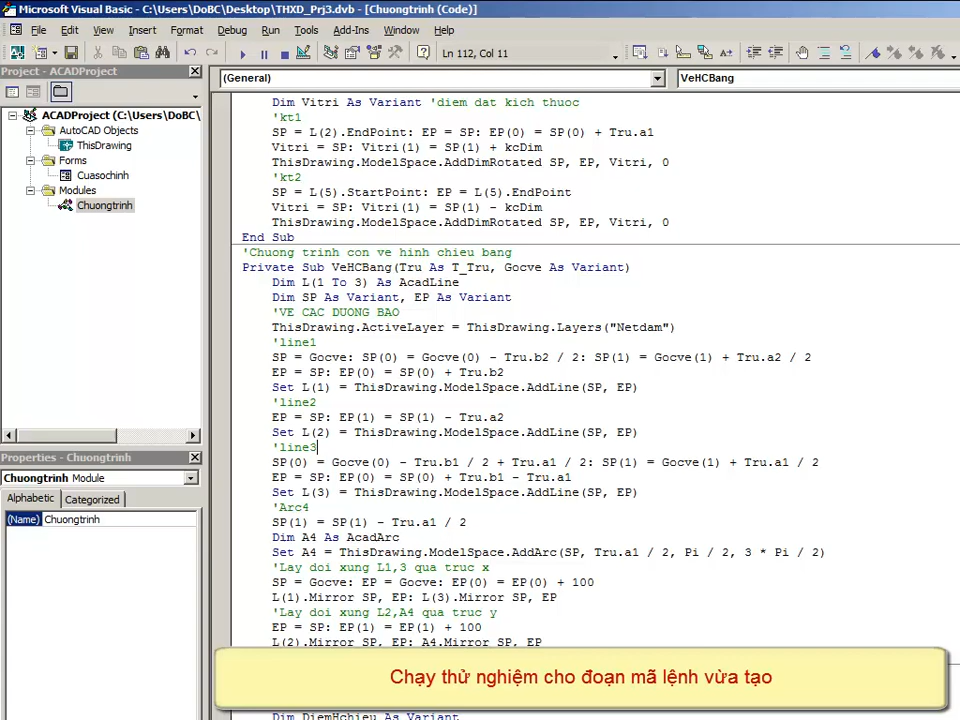 Microsoft Visual Basic - C:\Users\DoBC\Desktop\THXD_Prj3.dvb - [Chuongtrinh (Code)]
File Edit View Insert Format Debug Run Tools Add-Ins Window Help
Ln 112, Col 11
Project - ACADProject
(General)
VeHCBang
ACADProject (C:\Users\DoBC\
AutoCAD Objects
ThisDrawing
Forms
Cuasochinh
Modules
Chuongtrinh
Properties - Chuongtrinh
Chuongtrinh Module
Alphabetic Categorized
(Name) Chuongtrinh
Dim Vitri As Variant 'diem dat kich thuoc
'kt1
SP = L(2).EndPoint: EP = SP: EP(0) = SP(0) + Tru.a1
Vitri = SP: Vitri(1) = SP(1) + kcDim
ThisDrawing.ModelSpace.AddDimRotated SP, EP, Vitri, 0
'kt2
SP = L(5).StartPoint: EP = L(5).EndPoint
Vitri = SP: Vitri(1) = SP(1) - kcDim
ThisDrawing.ModelSpace.AddDimRotated SP, EP, Vitri, 0
End Sub
'Chuong trinh con ve hinh chieu bang
Private Sub VeHCBang(Tru As T_Tru, Gocve As Variant)
Dim L(1 To 3) As AcadLine
Dim SP As Variant, EP As Variant
'VE CAC DUONG BAO
ThisDrawing.ActiveLayer = ThisDrawing.Layers("Netdam")
'line1
SP = Gocve: SP(0) = Gocve(0) - Tru.b2 / 2: SP(1) = Gocve(1) + Tru.a2 / 2
EP = SP: EP(0) = SP(0) + Tru.b2
Set L(1) = ThisDrawing.ModelSpace.AddLine(SP, EP)
'line2
EP = SP: EP(1) = SP(1) - Tru.a2
Set L(2) = ThisDrawing.ModelSpace.AddLine(SP, EP)
'line3
SP(0) = Gocve(0) - Tru.b1 / 2 + Tru.a1 / 2: SP(1) = Gocve(1) + Tru.a1 / 2
EP = SP: EP(0) = SP(0) + Tru.b1 - Tru.a1
Set L(3) = ThisDrawing.ModelSpace.AddLine(SP, EP)
'Arc4
SP(1) = SP(1) - Tru.a1 / 2
Dim A4 As AcadArc
Set A4 = ThisDrawing.ModelSpace.AddArc(SP, Tru.a1 / 2, Pi / 2, 3 * Pi / 2)
'Lay doi xung L1,3 qua truc x
SP = Gocve: EP = Gocve: EP(0) = EP(0) + 100
L(1).Mirror SP, EP: L(3).Mirror SP, EP
'Lay doi xung L2,A4 qua truc y
EP = SP: EP(1) = EP(1) + 100
L(2).Mirror SP, EP: A4.Mirror SP, EP
Chạy thử nghiệm cho đoạn mã lệnh vừa tạo
Dim DiemHchieu As Variant